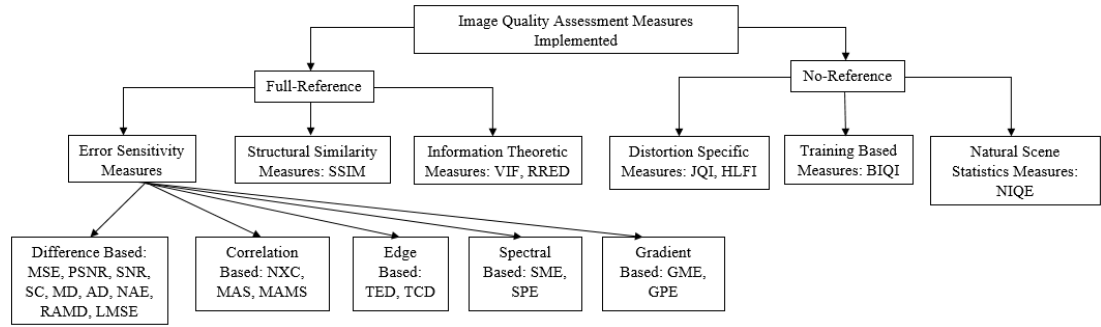 Image Quality Assessment Measures
Implemented
Full-Reference
No-Reference
Error Sensitivity
Measures
Structural Similarity
Measures: SSIM
Information Theoretic
Measures: VIF, RRED
Distortion Specific
Measures: JQI, HLFI
Training Based
Measures: BIQI
Natural Scene
Statistics Measures:
NIQE
Difference Based:
MSE, PSNR, SNR,
SC, MD, AD, NAE,
RAMD, LMSE
Correlation
Based: NXC,
MAS, MAMS
Edge
Based:
TED, TCD
Spectral
Based: SME,
SPE
Gradient
Based: GME,
GPE